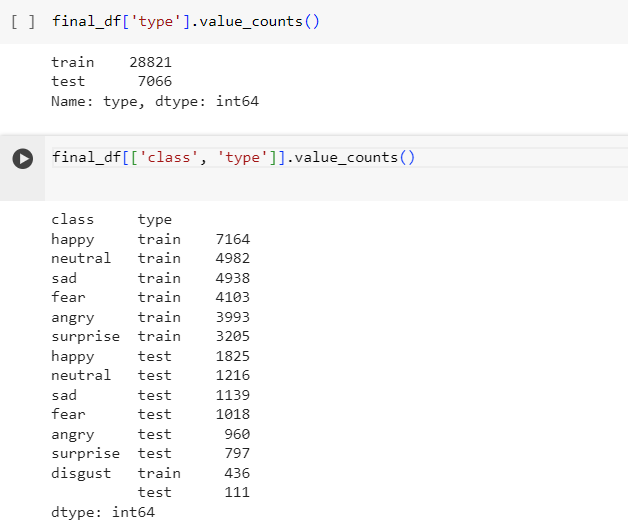 [ ] final_df['type'].value_counts()
train    28821
test      7066
Name: type, dtype: int64
final_df[['class', 'type']].value_counts()
class     type
happy     train    7164
neutral   train    4982
sad       train    4938
fear      train    4103
angry     train    3993
surprise  train    3205
happy     test     1825
neutral   test     1216
sad       test     1139
fear      test     1018
angry     test      960
surprise  test      797
disgust   train     436
          test      111
dtype: int64